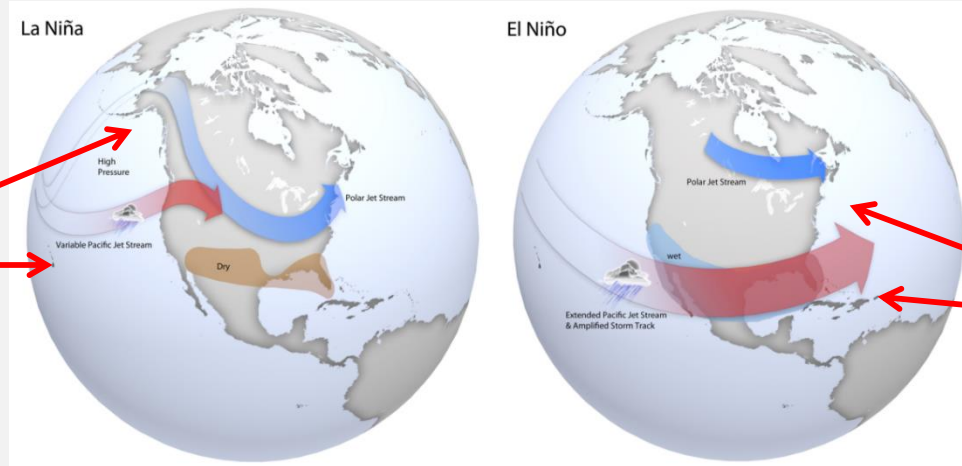 La Niña
High
Pressure
Polar Jet Stream
Variable Pacific Jet Stream
Dry
El Niño
Polar Jet Stream
wet
Extended Pacific Jet Stream
& Amplified Storm Track